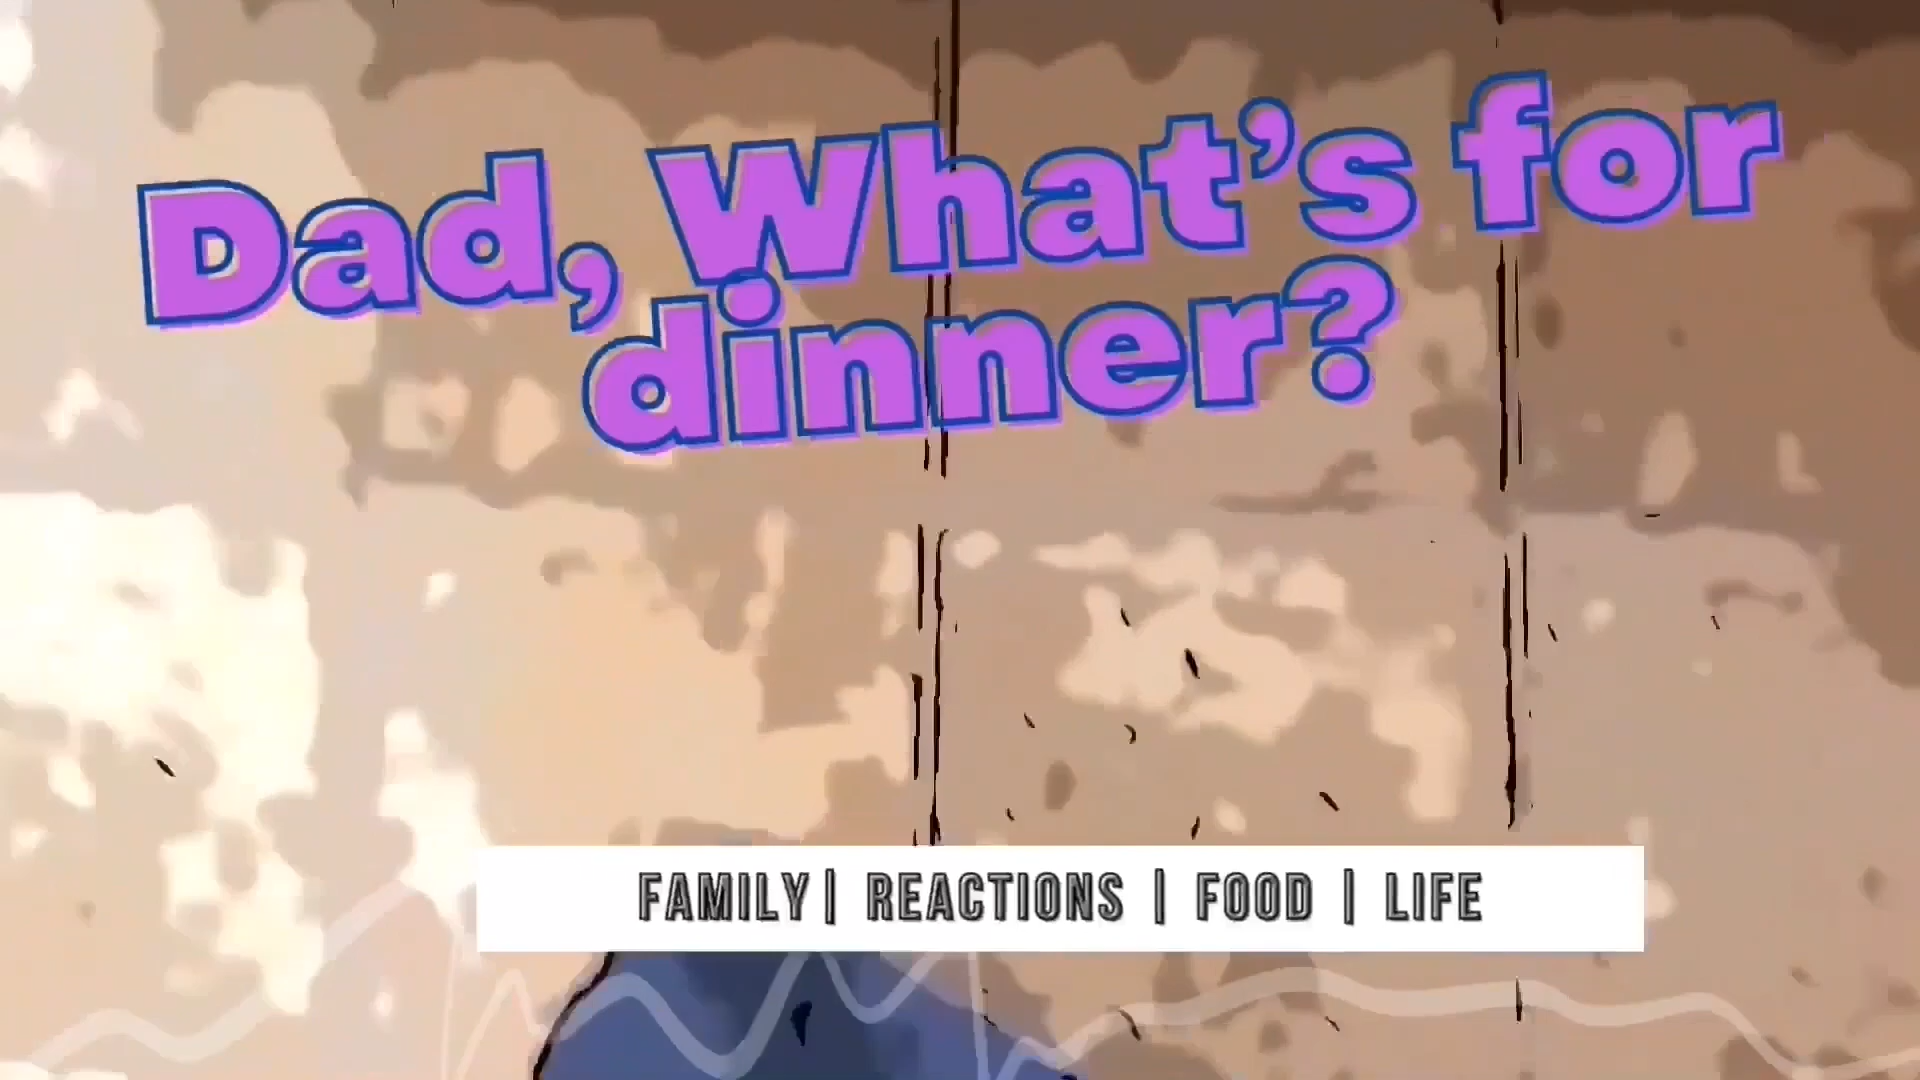 Dad, What’s for
dinner?
FAMILY| REACTIONS | FOOD | LIFE